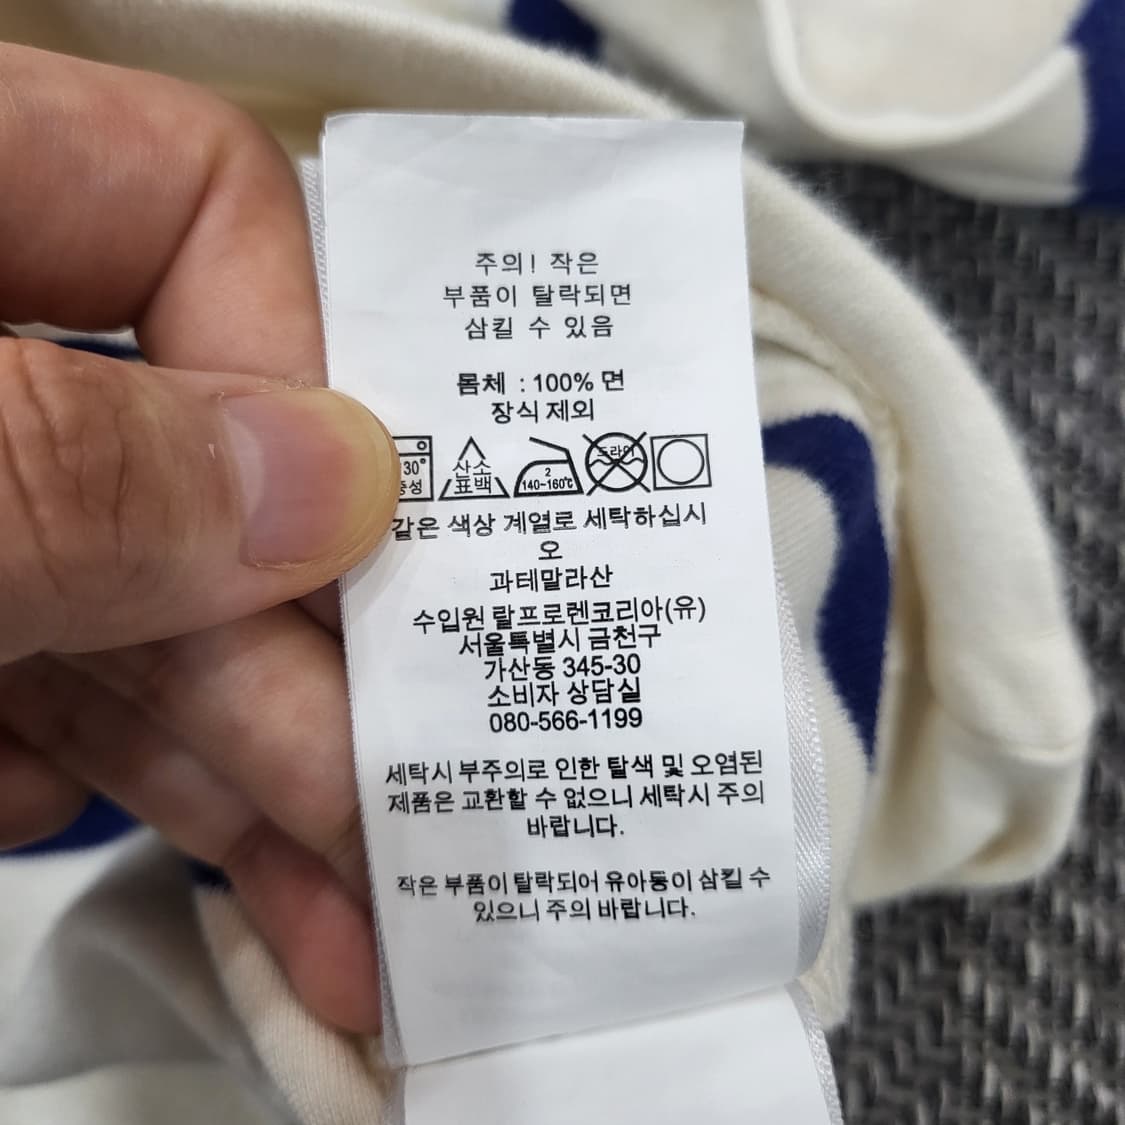 주의! 작은
부품이 탈락되면
삼킬 수 있음
몸체 : 100% 면
장식 제외
30°
중성
산소
표백
2
140~160℃
드라이
같은 색상 계열로 세탁하십시
오
과테말라산
수입원 랄프로렌코리아(유)
서울특별시 금천구
가산동 345-30
소비자 상담실
080-566-1199
세탁시 부주의로 인한 탈색 및 오염된
제품은 교환할 수 없으니 세탁시 주의
바랍니다.
작은 부품이 탈락되어 유아동이 삼킬 수
있으니 주의 바랍니다.